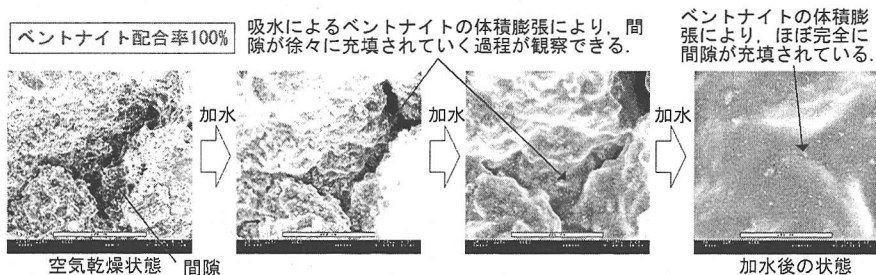 ベントナイト配合率100%
吸水によるベントナイトの体積膨張により，間
隙が徐々に充填されていく過程が観察できる．
ベントナイトの体積膨
張により，ほぼ完全に
間隙が充填されている．
加水
加水
加水
空気乾燥状態
間隙
加水後の状態